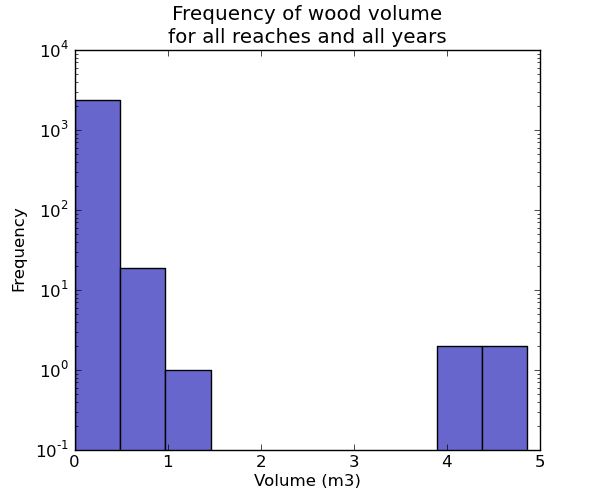 Frequency of wood volume
for all reaches and all years
10^4
10^3
10^2
10^1
10^0
10^-1
Frequency
0 1 2 3 4 5
Volume (m3)